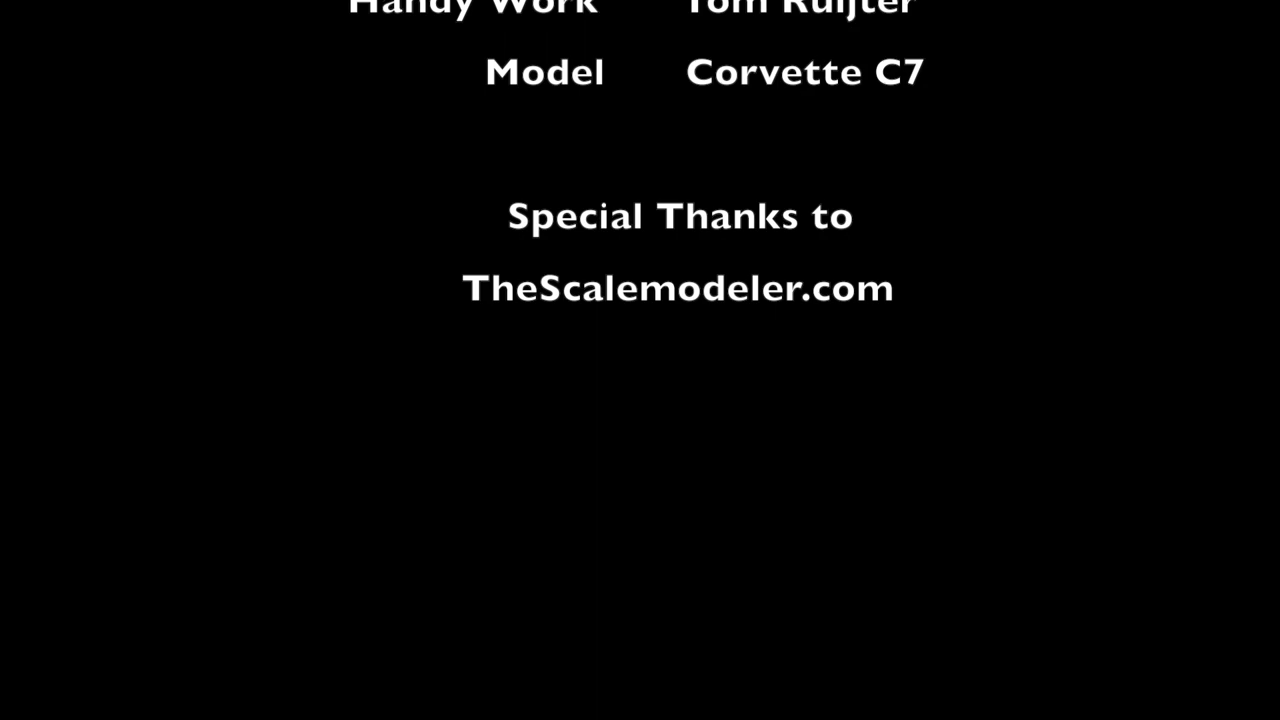 Handy Work Tom Ruijter
Model Corvette C7
Special Thanks to
TheScalemodeler.com